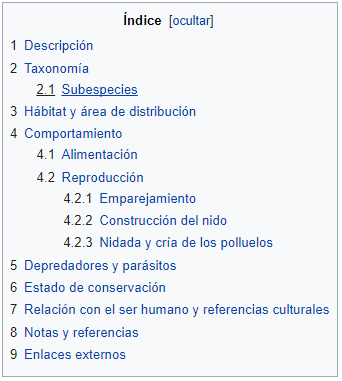 Índice [ocultar]
1 Descripción
2 Taxonomía
2.1 Subespecies
3 Hábitat y área de distribución
4 Comportamiento
4.1 Alimentación
4.2 Reproducción
4.2.1 Emparejamiento
4.2.2 Construcción del nido
4.2.3 Nidada y cría de los polluelos
5 Depredadores y parásitos
6 Estado de conservación
7 Relación con el ser humano y referencias culturales
8 Notas y referencias
9 Enlaces externos